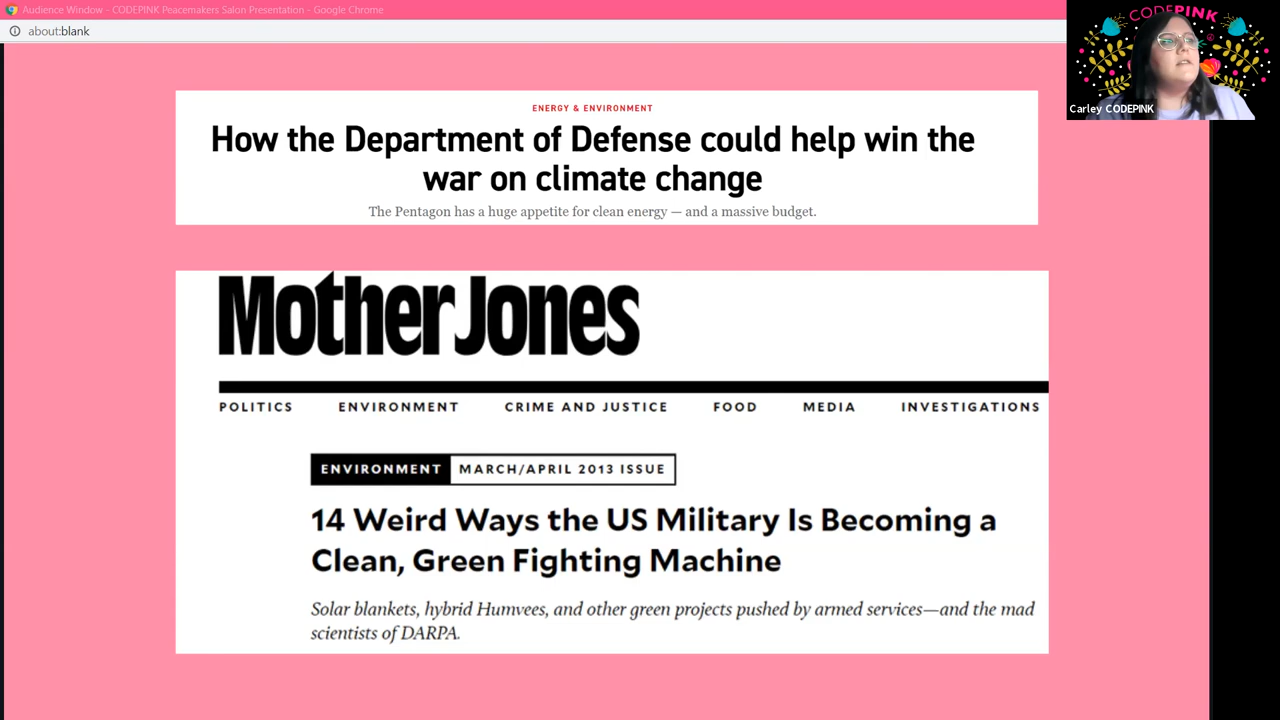 Audience Window - CODEPINK Peacemakers Salon Presentation - Google Chrome
about:blank
CODEPINK
Carley CODEPINK
ENERGY & ENVIRONMENT
How the Department of Defense could help win the
war on climate change
The Pentagon has a huge appetite for clean energy — and a massive budget.
Mother Jones
POLITICS ENVIRONMENT CRIME AND JUSTICE FOOD MEDIA INVESTIGATIONS
ENVIRONMENT MARCH/APRIL 2013 ISSUE
14 Weird Ways the US Military Is Becoming a
Clean, Green Fighting Machine
Solar blankets, hybrid Humvees, and other green projects pushed by armed services—and the mad
scientists of DARPA.